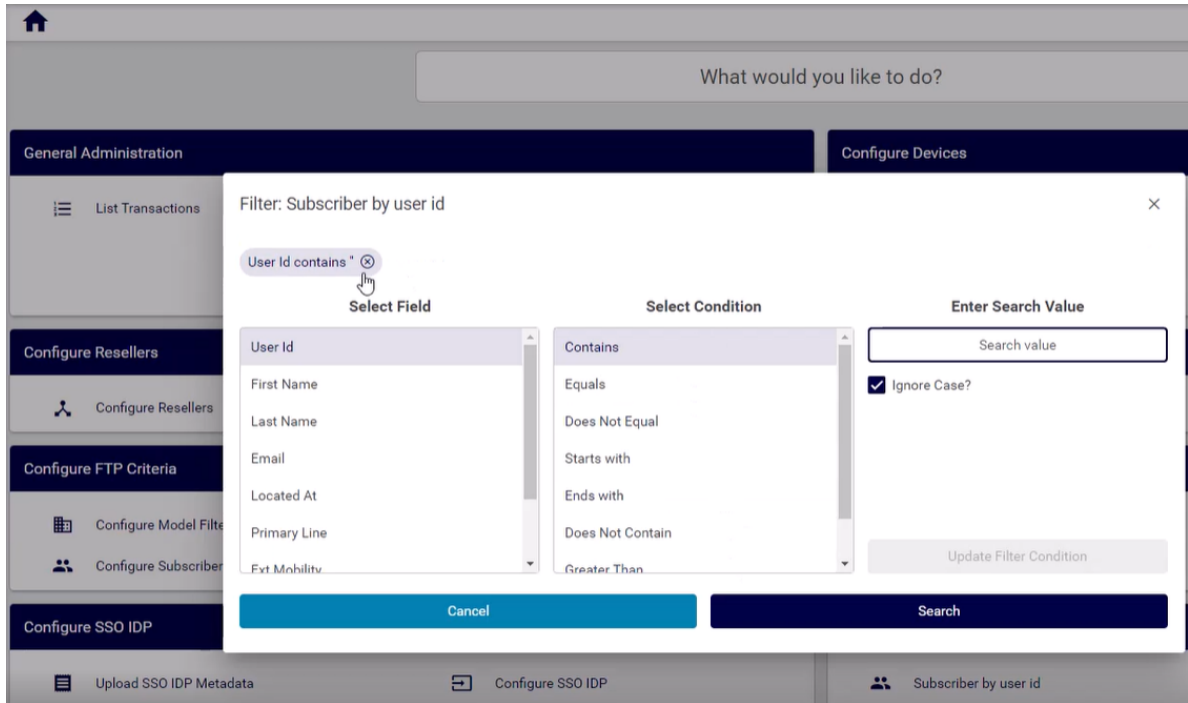 What would you like to do?
General Administration
Configure Devices
List Transactions
Filter: Subscriber by user id
User Id contains "
Select Field
Select Condition
Enter Search Value
User Id
First Name
Last Name
Email
Located At
Primary Line
Ext Mobility
Contains
Equals
Does Not Equal
Starts with
Ends with
Does Not Contain
Greater Than
Search value
Ignore Case?
Update Filter Condition
Cancel
Search
Configure Resellers
Configure Resellers
Configure FTP Criteria
Configure Model Filte
Configure Subscriber
Configure SSO IDP
Upload SSO IDP Metadata
Configure SSO IDP
Subscriber by user id